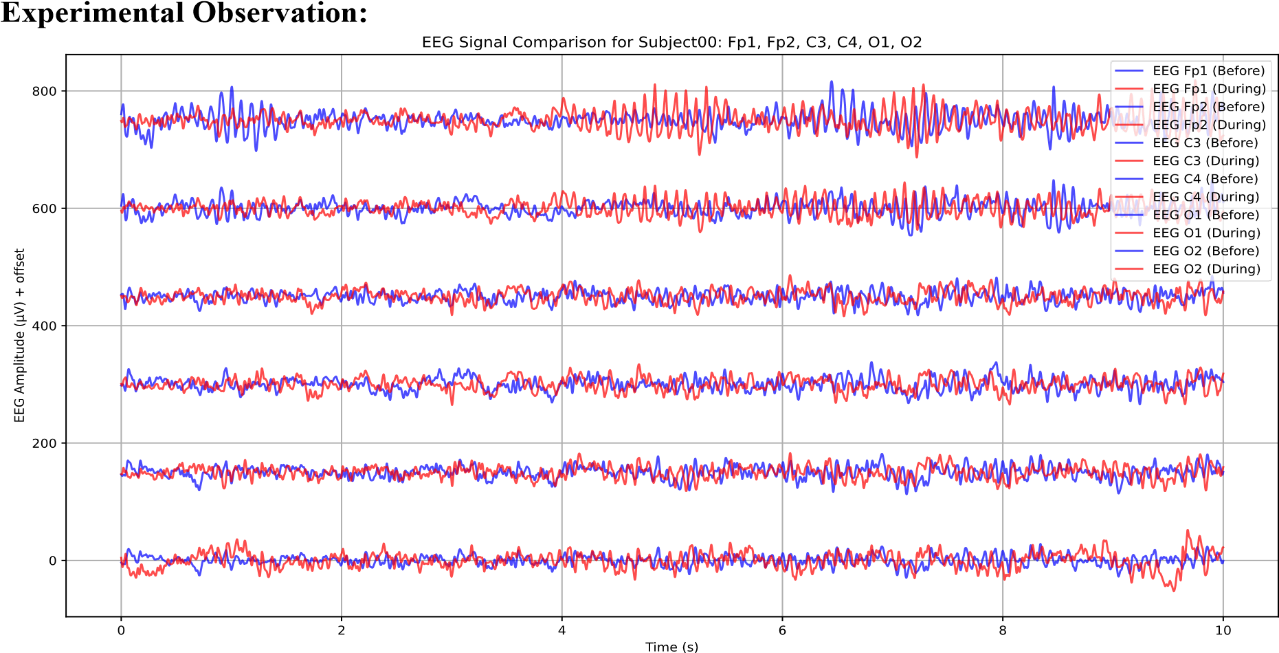 Experimental Observation:
EEG Signal Comparison for Subject00: Fp1, Fp2, C3, C4, O1, O2
800
600
400
200
0
EEG Amplitude (μV) + offset
EEG Fp1 (Before)
EEG Fp1 (During)
EEG Fp2 (Before)
EEG Fp2 (During)
EEG C3 (Before)
EEG C3 (During)
EEG C4 (Before)
EEG C4 (During)
EEG O1 (Before)
EEG O1 (During)
EEG O2 (Before)
EEG O2 (During)
0 2 4 6 8 10
Time (s)